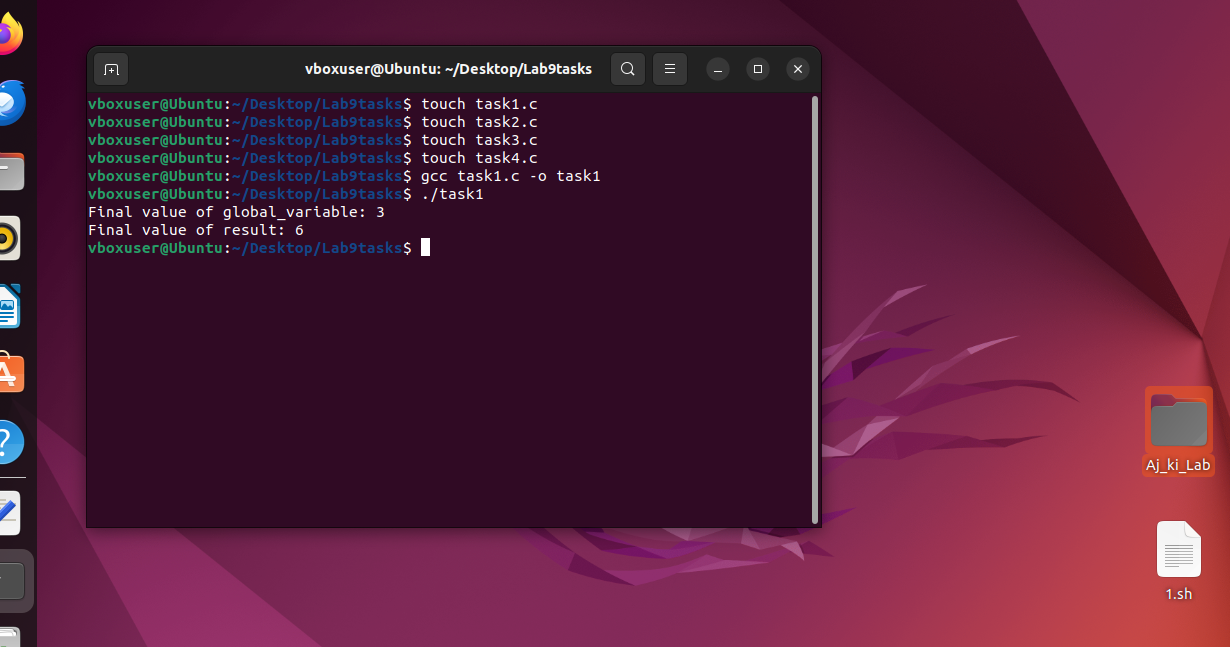 vboxuser@Ubuntu: ~/Desktop/Lab9tasks
vboxuser@Ubuntu:~/Desktop/Lab9tasks$ touch task1.c
vboxuser@Ubuntu:~/Desktop/Lab9tasks$ touch task2.c
vboxuser@Ubuntu:~/Desktop/Lab9tasks$ touch task3.c
vboxuser@Ubuntu:~/Desktop/Lab9tasks$ touch task4.c
vboxuser@Ubuntu:~/Desktop/Lab9tasks$ gcc task1.c -o task1
vboxuser@Ubuntu:~/Desktop/Lab9tasks$ ./task1
Final value of global_variable: 3
Final value of result: 6
vboxuser@Ubuntu:~/Desktop/Lab9tasks$
Aj_ki_Lab
1.sh